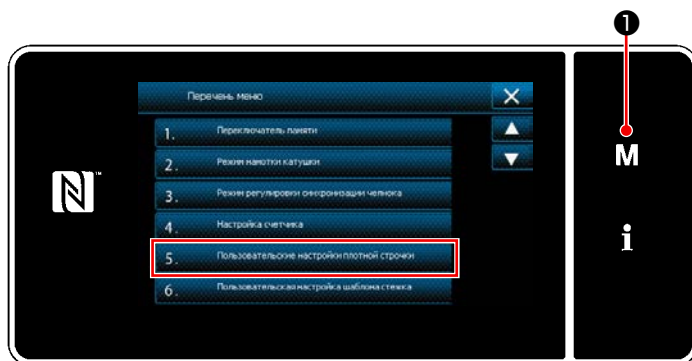 ❶
Перечень меню
1. Переключатель памяти
2. Режим намотки катушки
3. Режим регулировки синхронизации челнока
4. Настройка счетчика
5. Пользовательские настройки плотной строчки
6. Пользовательская настройка шаблона стежка
N
M
i